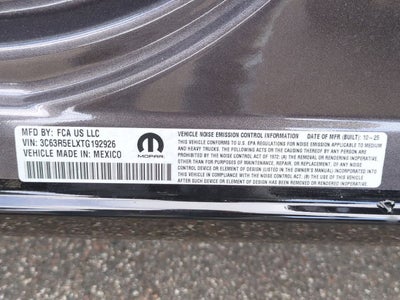 MFD BY: FCA US LLC
VIN: 3C63R5ELXTG192926
VEHICLE MADE IN: MEXICO
MOPAR
VEHICLE NOISE EMISSION CONTROL INFORMATION DATE OF MFR (BUILT): 10-25
THIS VEHICLE CONFORMS TO U.S. EPA REGULATIONS FOR NOISE EMISSION APPLICABLE TO MEDIUM
AND HEAVY TRUCKS. THE FOLLOWING ACTS OR THE CAUSING THEREOF BY ANY PERSON ARE
PROHIBITED BY THE NOISE CONTROL ACT OF 1972: (A) THE REMOVAL OR RENDERING INOPERATIVE,
OTHER THAN FOR PURPOSES OF MAINTENANCE, REPAIR, OR REPLACEMENT, OF ANY NOISE
CONTROL DEVICE OR ELEMENT OF DESIGN (LISTED IN THE OWNER'S MANUAL) INCORPORATED INTO
THIS VEHICLE IN COMPLIANCE WITH THE NOISE CONTROL ACT; (B) THE USE OF THIS VEHICLE AFTER
SUCH DEVICE OR ELEMENT OF DESIGN HAS BEEN REMOVED OR RENDERED INOPERATIVE.